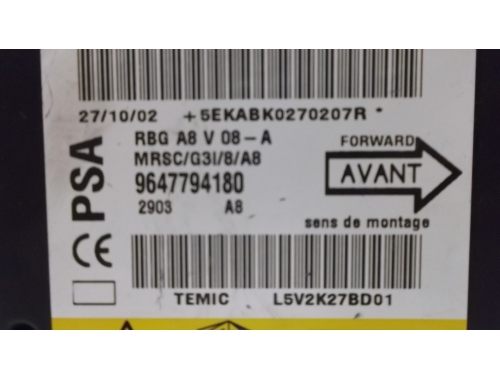 27/10/02 +5EKABK0270207R*
RBG A8 V 08-A
MRSC/G3I/8/A8
9647794180
2903 A8
FORWARD
AVANT
sens de montage
PSA
CE
TEMIC L5V2K27BD01